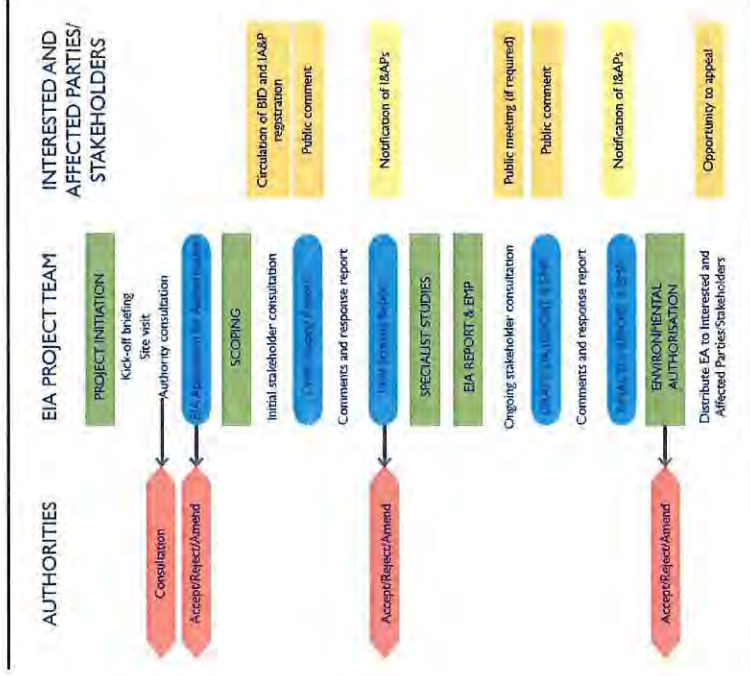 AUTHORITIES
EIA PROJECT TEAM
INTERESTED AND
AFFECTED PARTIES/
STAKEHOLDERS
PROJECT INITIATION
Kick-off briefing
Site visit
Authority consultation
Consultation
Accept/Reject/Amend
SCOPING
Initial stakeholder consultation
Circulation of BID and IA&P
registration
Public comment
Comments and response report
Accept/Reject/Amend
Notification of I&APs
SPECIALIST STUDIES
EIA REPORT & EMP
Ongoing stakeholder consultation
Public meeting (if required)
Public comment
Comments and response report
Notification of I&APs
ENVIRONMENTAL
AUTHORISATION
Accept/Reject/Amend
Distribute EA to Interested and
Affected Parties/Stakeholders
Opportunity to appeal